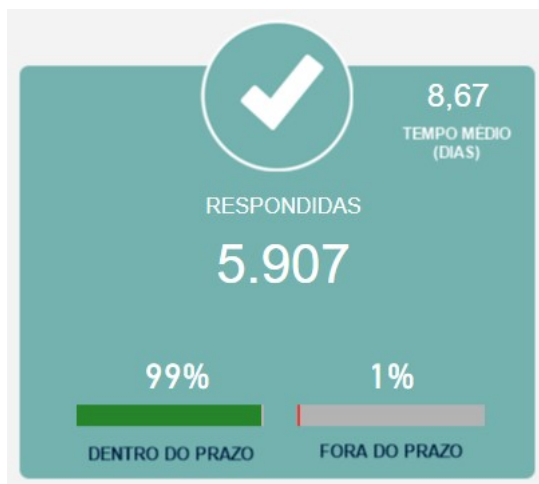 8,67
TEMPO MÉDIO
(DIAS)
RESPONDIDAS
5.907
99%
1%
DENTRO DO PRAZO
FORA DO PRAZO